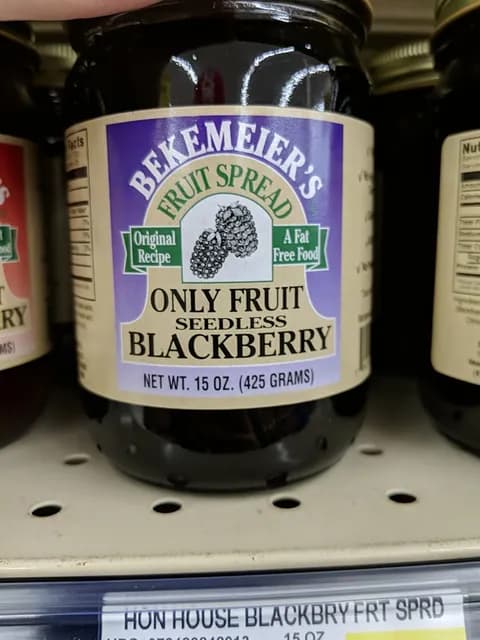 BEKEMEIER'S
FRUIT SPREAD
Original
Recipe
A Fat
Free Food
ONLY FRUIT
SEEDLESS
BLACKBERRY
NET WT. 15 OZ. (425 GRAMS)
HON HOUSE BLACKBRY FRT SPRD
15 OZ